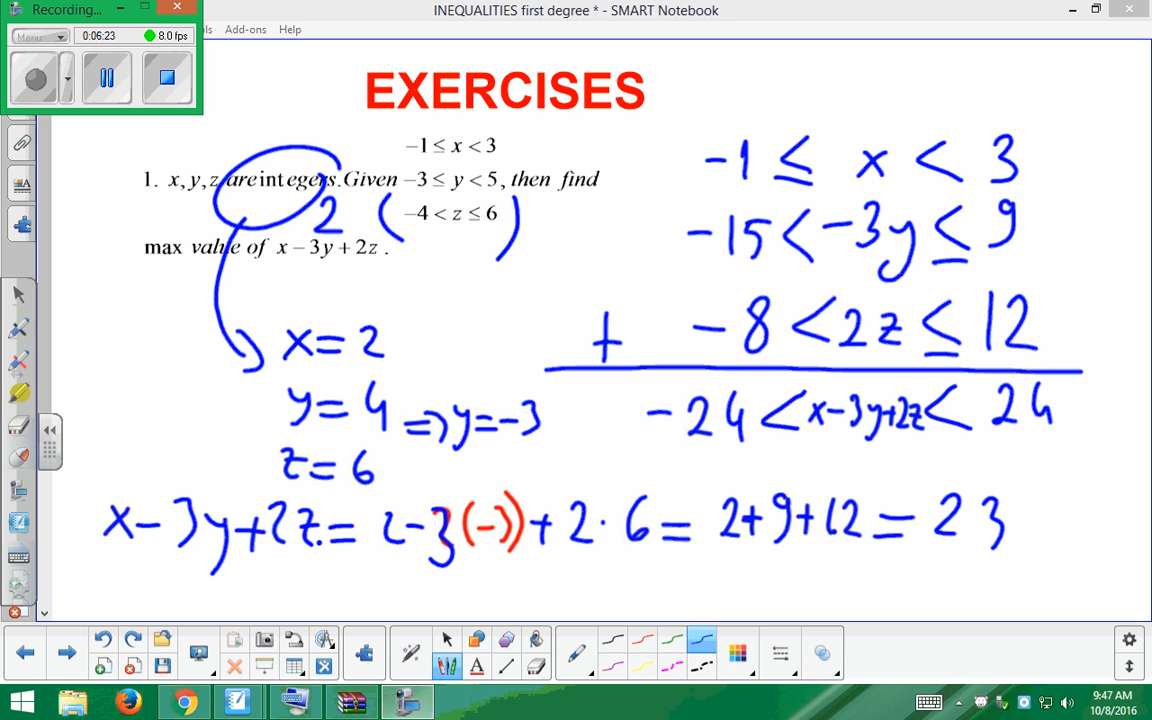 Recording...
INEQUALITIES first degree * - SMART Notebook
Menu
0:06:23
8.0 fps
Add-ons
Help
EXERCISES
−1 ≤ x < 3
1. x, y, z are integers. Given −3 ≤ y < 5, then find
−4 < z ≤ 6
2 ( )
max value of x − 3y + 2z .
-1 ≤ x < 3
-15 < -3y ≤ 9
+ -8 < 2z ≤ 12
-24 < x-3y+2z < 24
x = 2
y = 4 ⇒ y = -3
z = 6
x - 3y + 2z = 2 - 3(-3) + 2 · 6 = 2 + 9 + 12 = 23
9:47 AM
10/8/2016